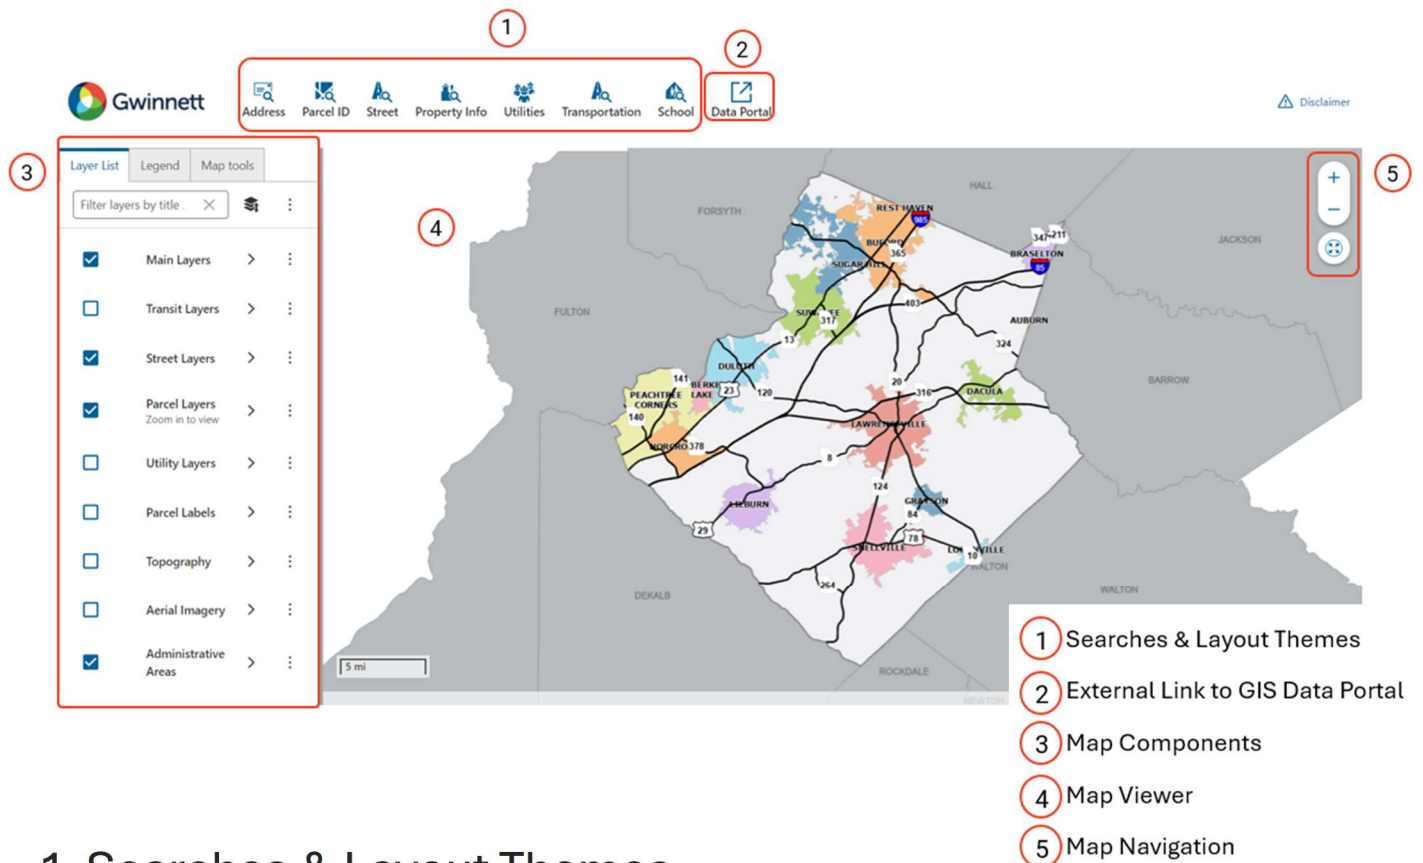 1
2
Gwinnett
Address Parcel ID Street Property Info Utilities Transportation School Data Portal
Disclaimer
3
Layer List Legend Map tools
5
Filter layers by title .
4
Main Layers
Transit Layers
Street Layers
Parcel Layers
Zoom in to view
Utility Layers
Parcel Labels
Topography
Aerial Imagery
Administrative
Areas
HALL
FORSYTH
REST HAVEN
985
347 211
JACKSON
BUFORD
365
BRASELTON
SUGAR HILL
85
403
FULTON
317
AUBURN
13
324
DULUTH
141
BERKE
LAKE
23
120
20
316
DACULA
BARROW
PEACHTREE
CORNERS
140
LAWRENCEVILLE
378
8
124
LILBURN
GRAYSON
84
29
78
SNELLVILLE
10
WALTON
264
DEKALB
WALTON
5 mi
ROCKDALE
NEWTON
1 Searches & Layout Themes
2 External Link to GIS Data Portal
3 Map Components
4 Map Viewer
5 Map Navigation
1 Searches & Layout Themes